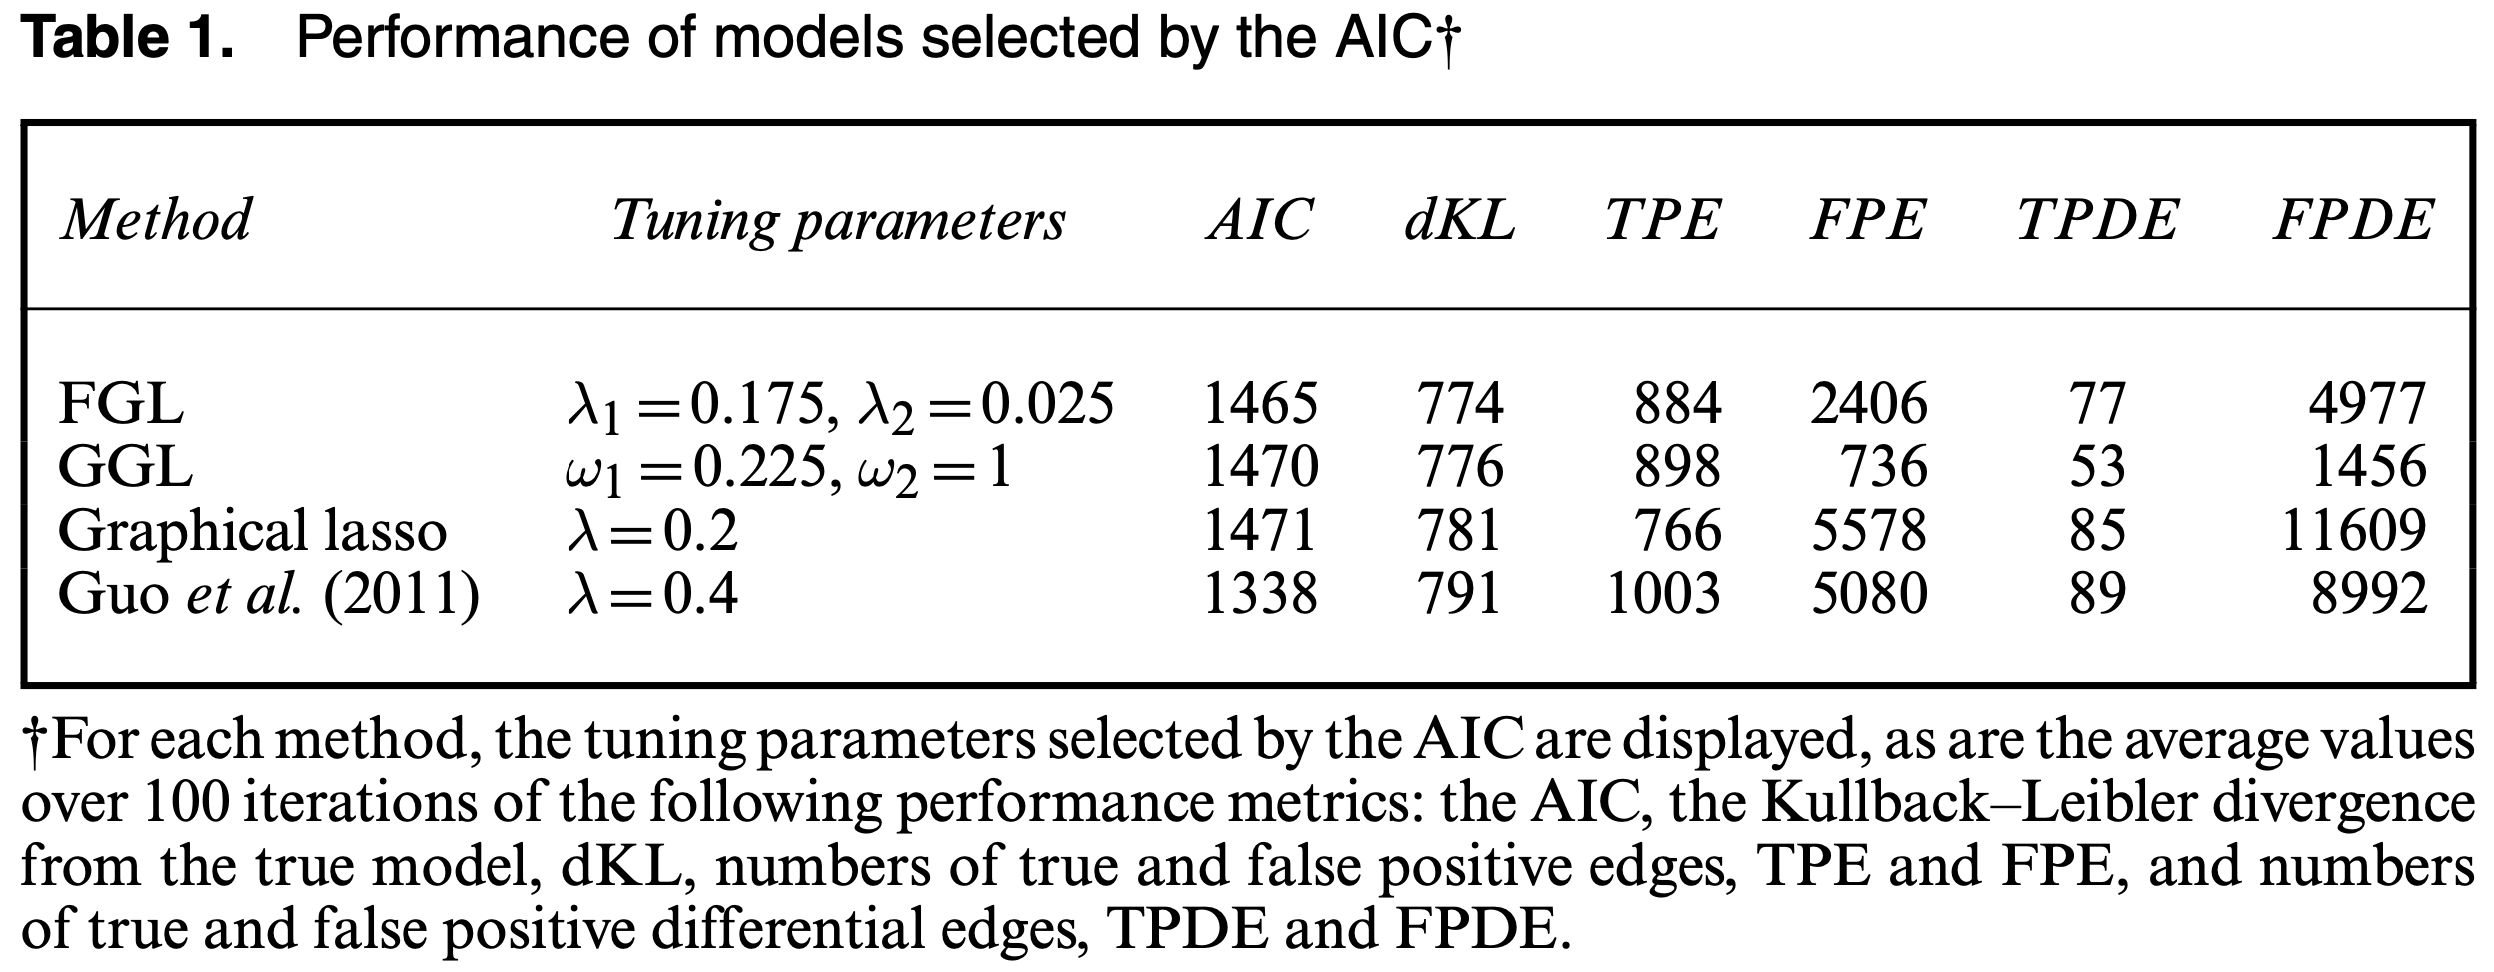 Table 1. Performance of models selected by the AIC†
Method Tuning parameters AIC dKL TPE FPE TPDE FPDE
FGL λ1 = 0.175, λ2 = 0.025 1465 774 884 2406 77 4977
GGL ω1 = 0.225, ω2 = 1 1470 776 898 736 53 1456
Graphical lasso λ = 0.2 1471 781 766 5578 85 11609
Guo et al. (2011) λ = 0.4 1338 791 1003 5080 89 8992
†For each method, the tuning parameters selected by the AIC are displayed, as are the average values
over 100 iterations of the following performance metrics: the AIC, the Kullback–Leibler divergence
from the true model, dKL, numbers of true and false positive edges, TPE and FPE, and numbers
of true and false positive differential edges, TPDE and FPDE.